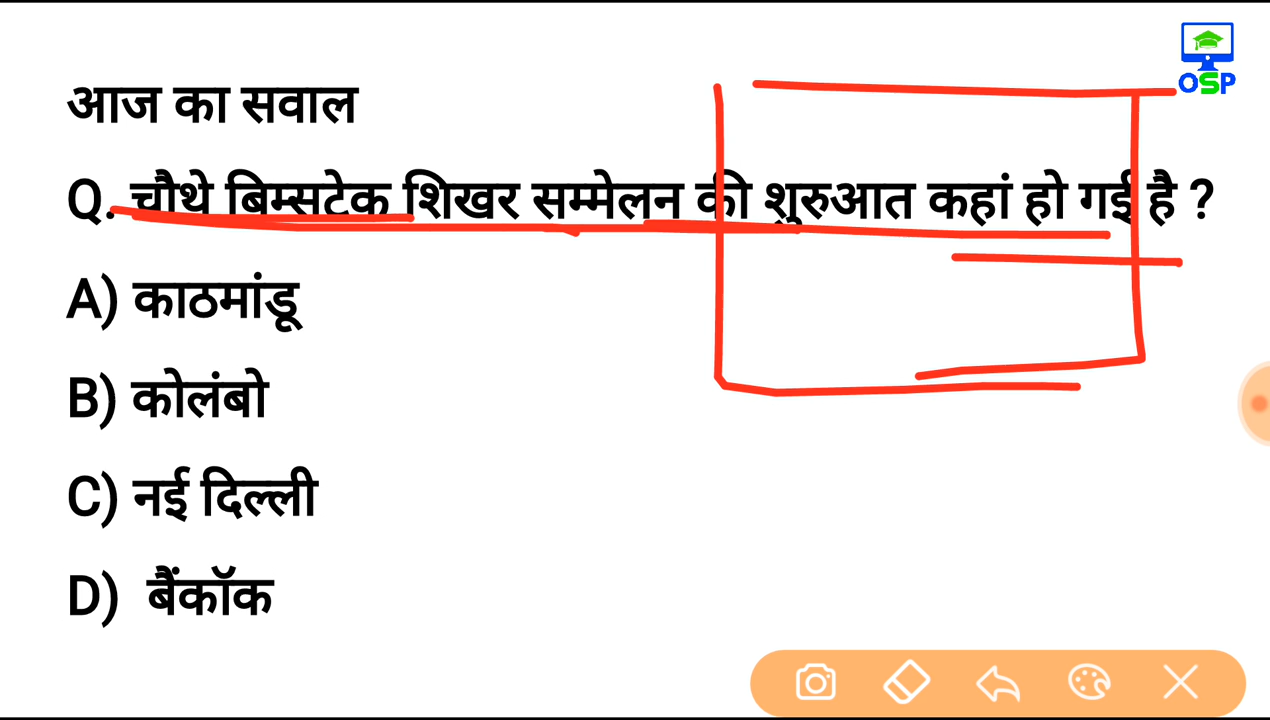 OSP
आज का सवाल
Q. चौथे बिम्सटेक शिखर सम्मेलन की शुरुआत कहां हो गई है ?
A) काठमांडू
B) कोलंबो
C) नई दिल्ली
D) बैंकॉक